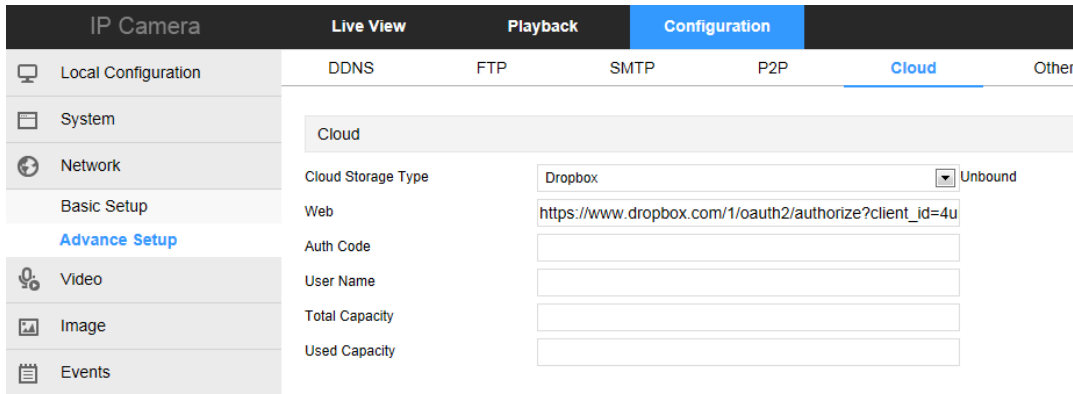 IP Camera
Live View
Playback
Configuration
Local Configuration
System
Network
Basic Setup
Advance Setup
Video
Image
Events
DDNS
FTP
SMTP
P2P
Cloud
Other
Cloud
Cloud Storage Type
Dropbox
Unbound
Web
https://www.dropbox.com/1/oauth2/authorize?client_id=4u
Auth Code
User Name
Total Capacity
Used Capacity